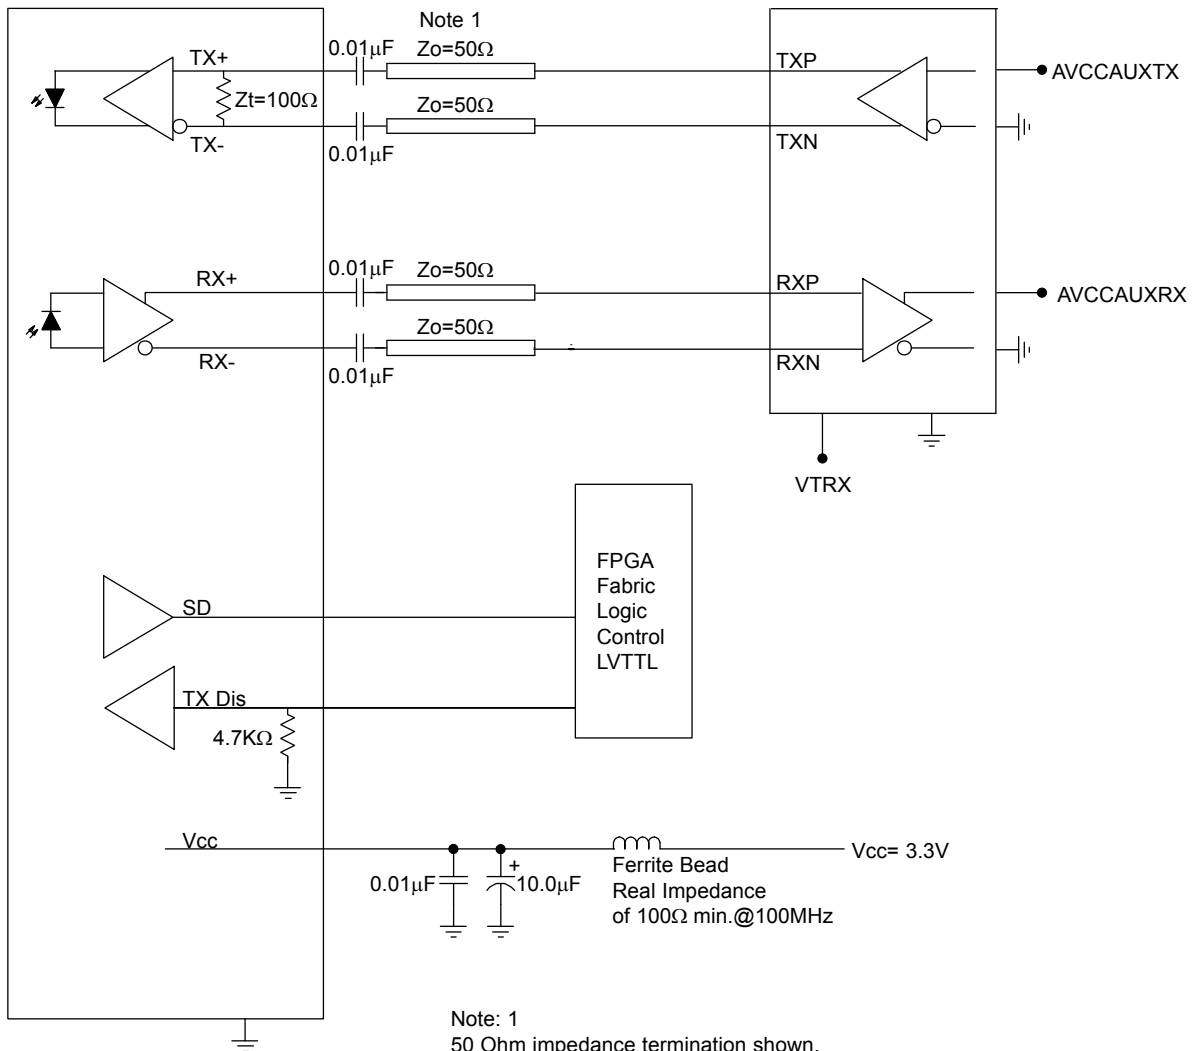 Note 1
0.01μF
Zo=50Ω
TX+
Zt=100Ω
Zo=50Ω
TX-
0.01μF
TXP
TXN
AVCCAUXTX
0.01μF
Zo=50Ω
RX+
Zo=50Ω
RX-
0.01μF
RXP
RXN
AVCCAUXRX
VTRX
FPGA
Fabric
Logic
Control
LVTTL
SD
TX Dis
4.7KΩ
Vcc
0.01μF
+
10.0μF
Ferrite Bead
Real Impedance
of 100Ω min.@100MHz
Vcc= 3.3V
Note: 1
50 Ohm impedance termination shown.